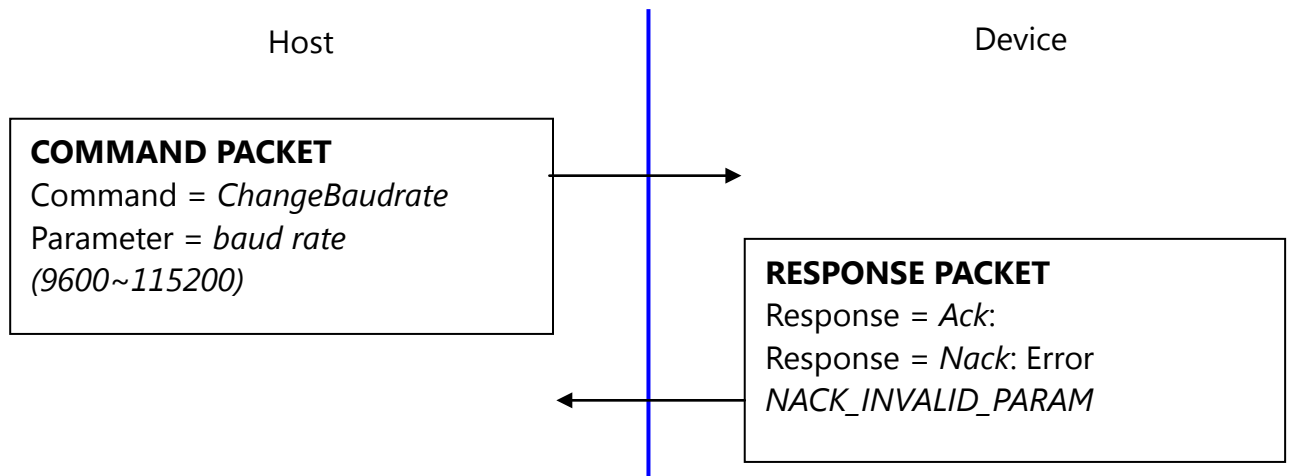 Host
Device
COMMAND PACKET
Command = ChangeBaudrate
Parameter = baud rate
(9600~115200)
RESPONSE PACKET
Response = Ack:
Response = Nack: Error
NACK_INVALID_PARAM